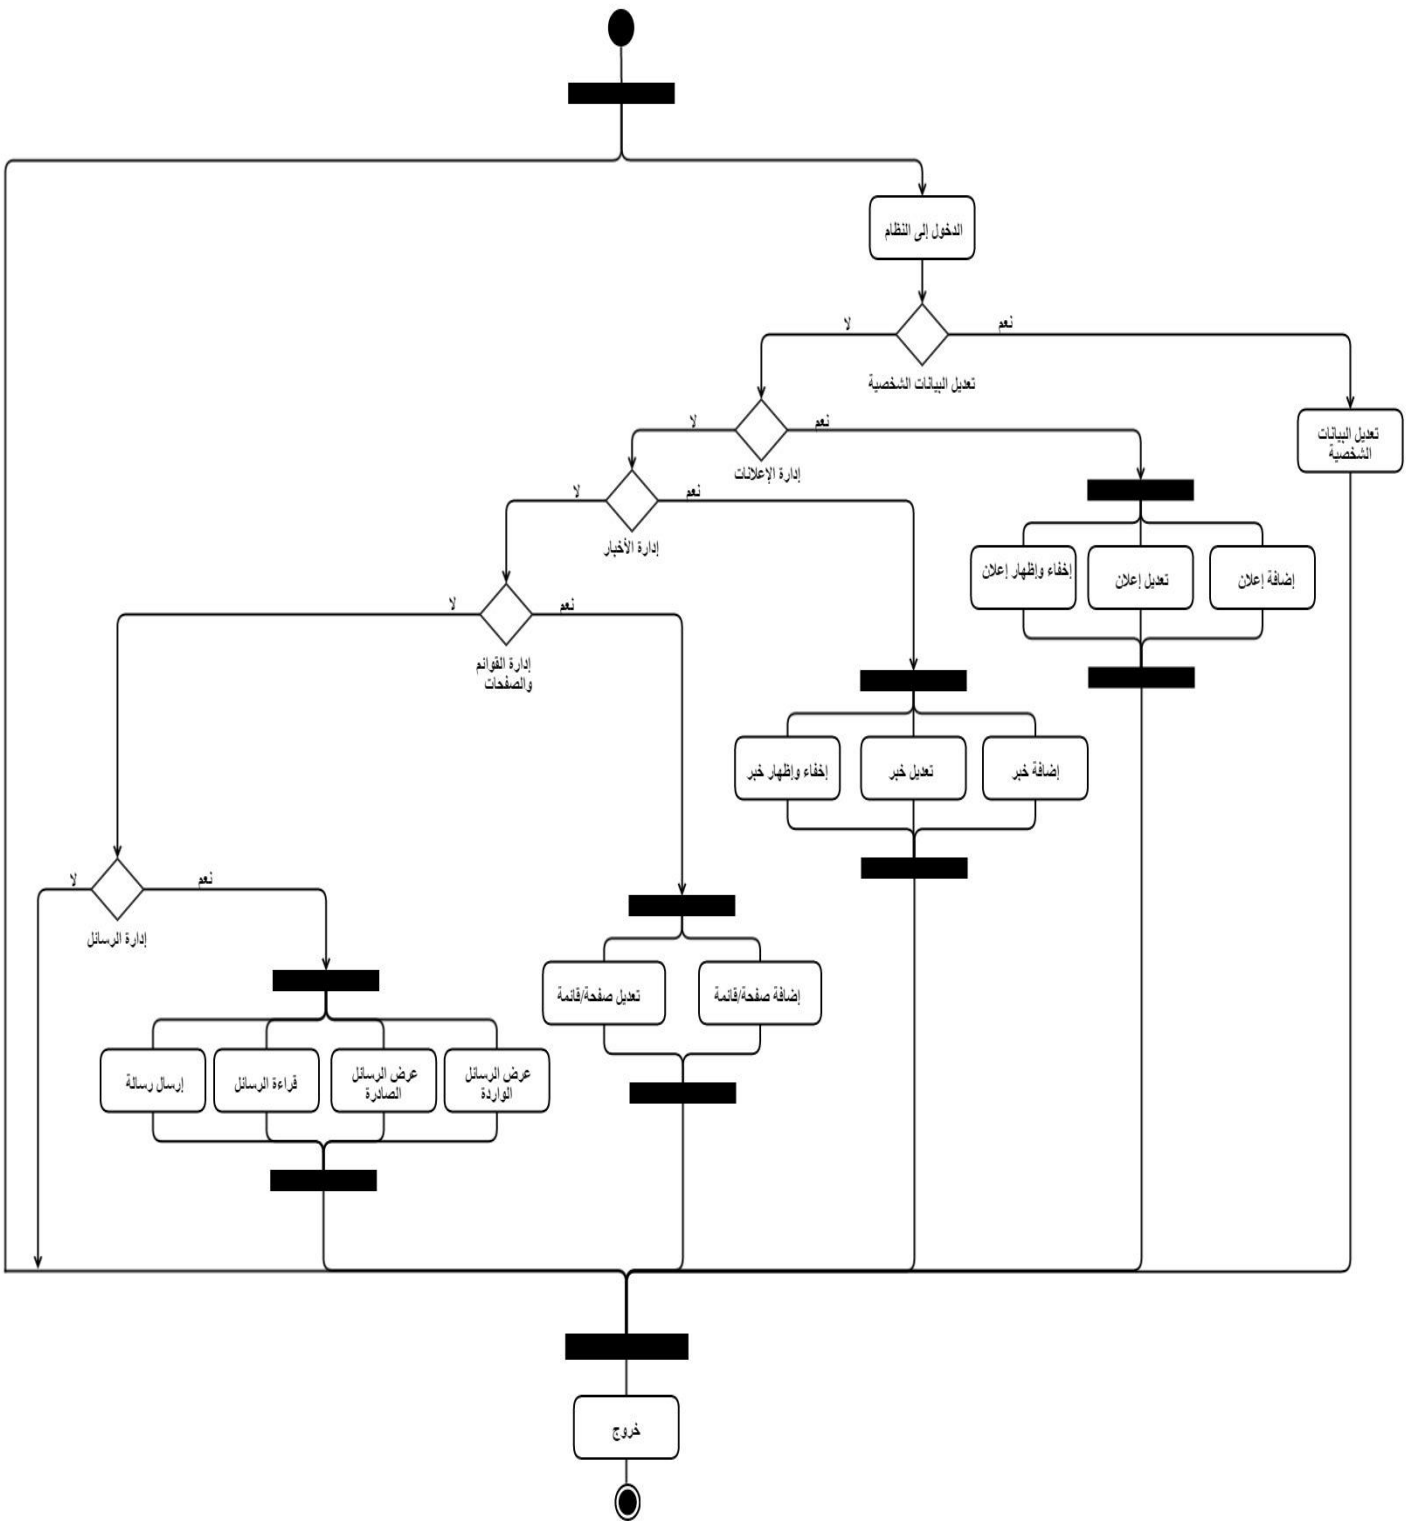 الدخول إلى النظام
نعم
لا
تعديل البيانات الشخصية
تعديل البيانات
الشخصية
نعم
لا
إدارة الإعلانات
نعم
لا
إدارة الأخبار
إضافة إعلان
تعديل إعلان
إخفاء وإظهار إعلان
نعم
لا
إدارة القوائم
والصفحات
إضافة خبر
تعديل خبر
إخفاء وإظهار خبر
نعم
لا
إدارة الرسائل
إضافة صفحة/قائمة
تعديل صفحة/قائمة
عرض الرسائل
الواردة
عرض الرسائل
الصادرة
قراءة الرسائل
إرسال رسالة
خروج